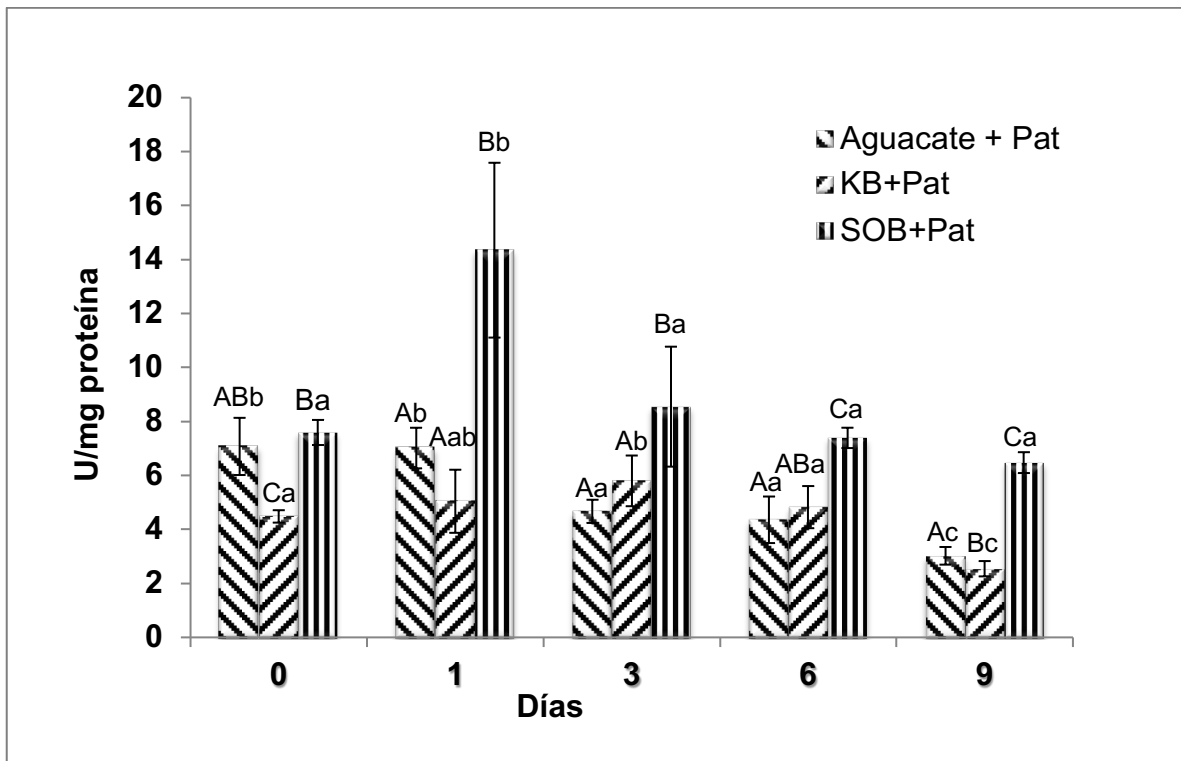 20
18
16
14
12
10
8
6
4
2
0
U/mg proteína
Aguacate + Pat
KB+Pat
SOB+Pat
ABb
Ca
Ba
Ab
Aab
Bb
Aa
Ab
Ba
Aa
ABa
Ca
Ac
Bc
Ca
0 1 3 6 9
Días